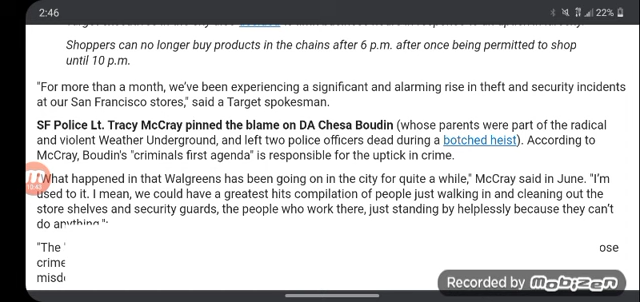 2:46
22%
Shoppers can no longer buy products in the chains after 6 p.m. after once being permitted to shop
until 10 p.m.
"For more than a month, we've been experiencing a significant and alarming rise in theft and security incidents
at our San Francisco stores," said a Target spokesman.
SF Police Lt. Tracy McCray pinned the blame on DA Chesa Boudin (whose parents were part of the radical
and violent Weather Underground, and left two police officers dead during a botched heist). According to
McCray, Boudin's "criminals first agenda" is responsible for the uptick in crime.
"What happened in that Walgreens has been going on in the city for quite a while," McCray said in June. "I'm
used to it. I mean, we could have a greatest hits compilation of people just walking in and cleaning out the
store shelves and security guards, the people who work there, just standing by helplessly because they can't
do anything."
"The ose
crime
misd
Recorded by mobizen